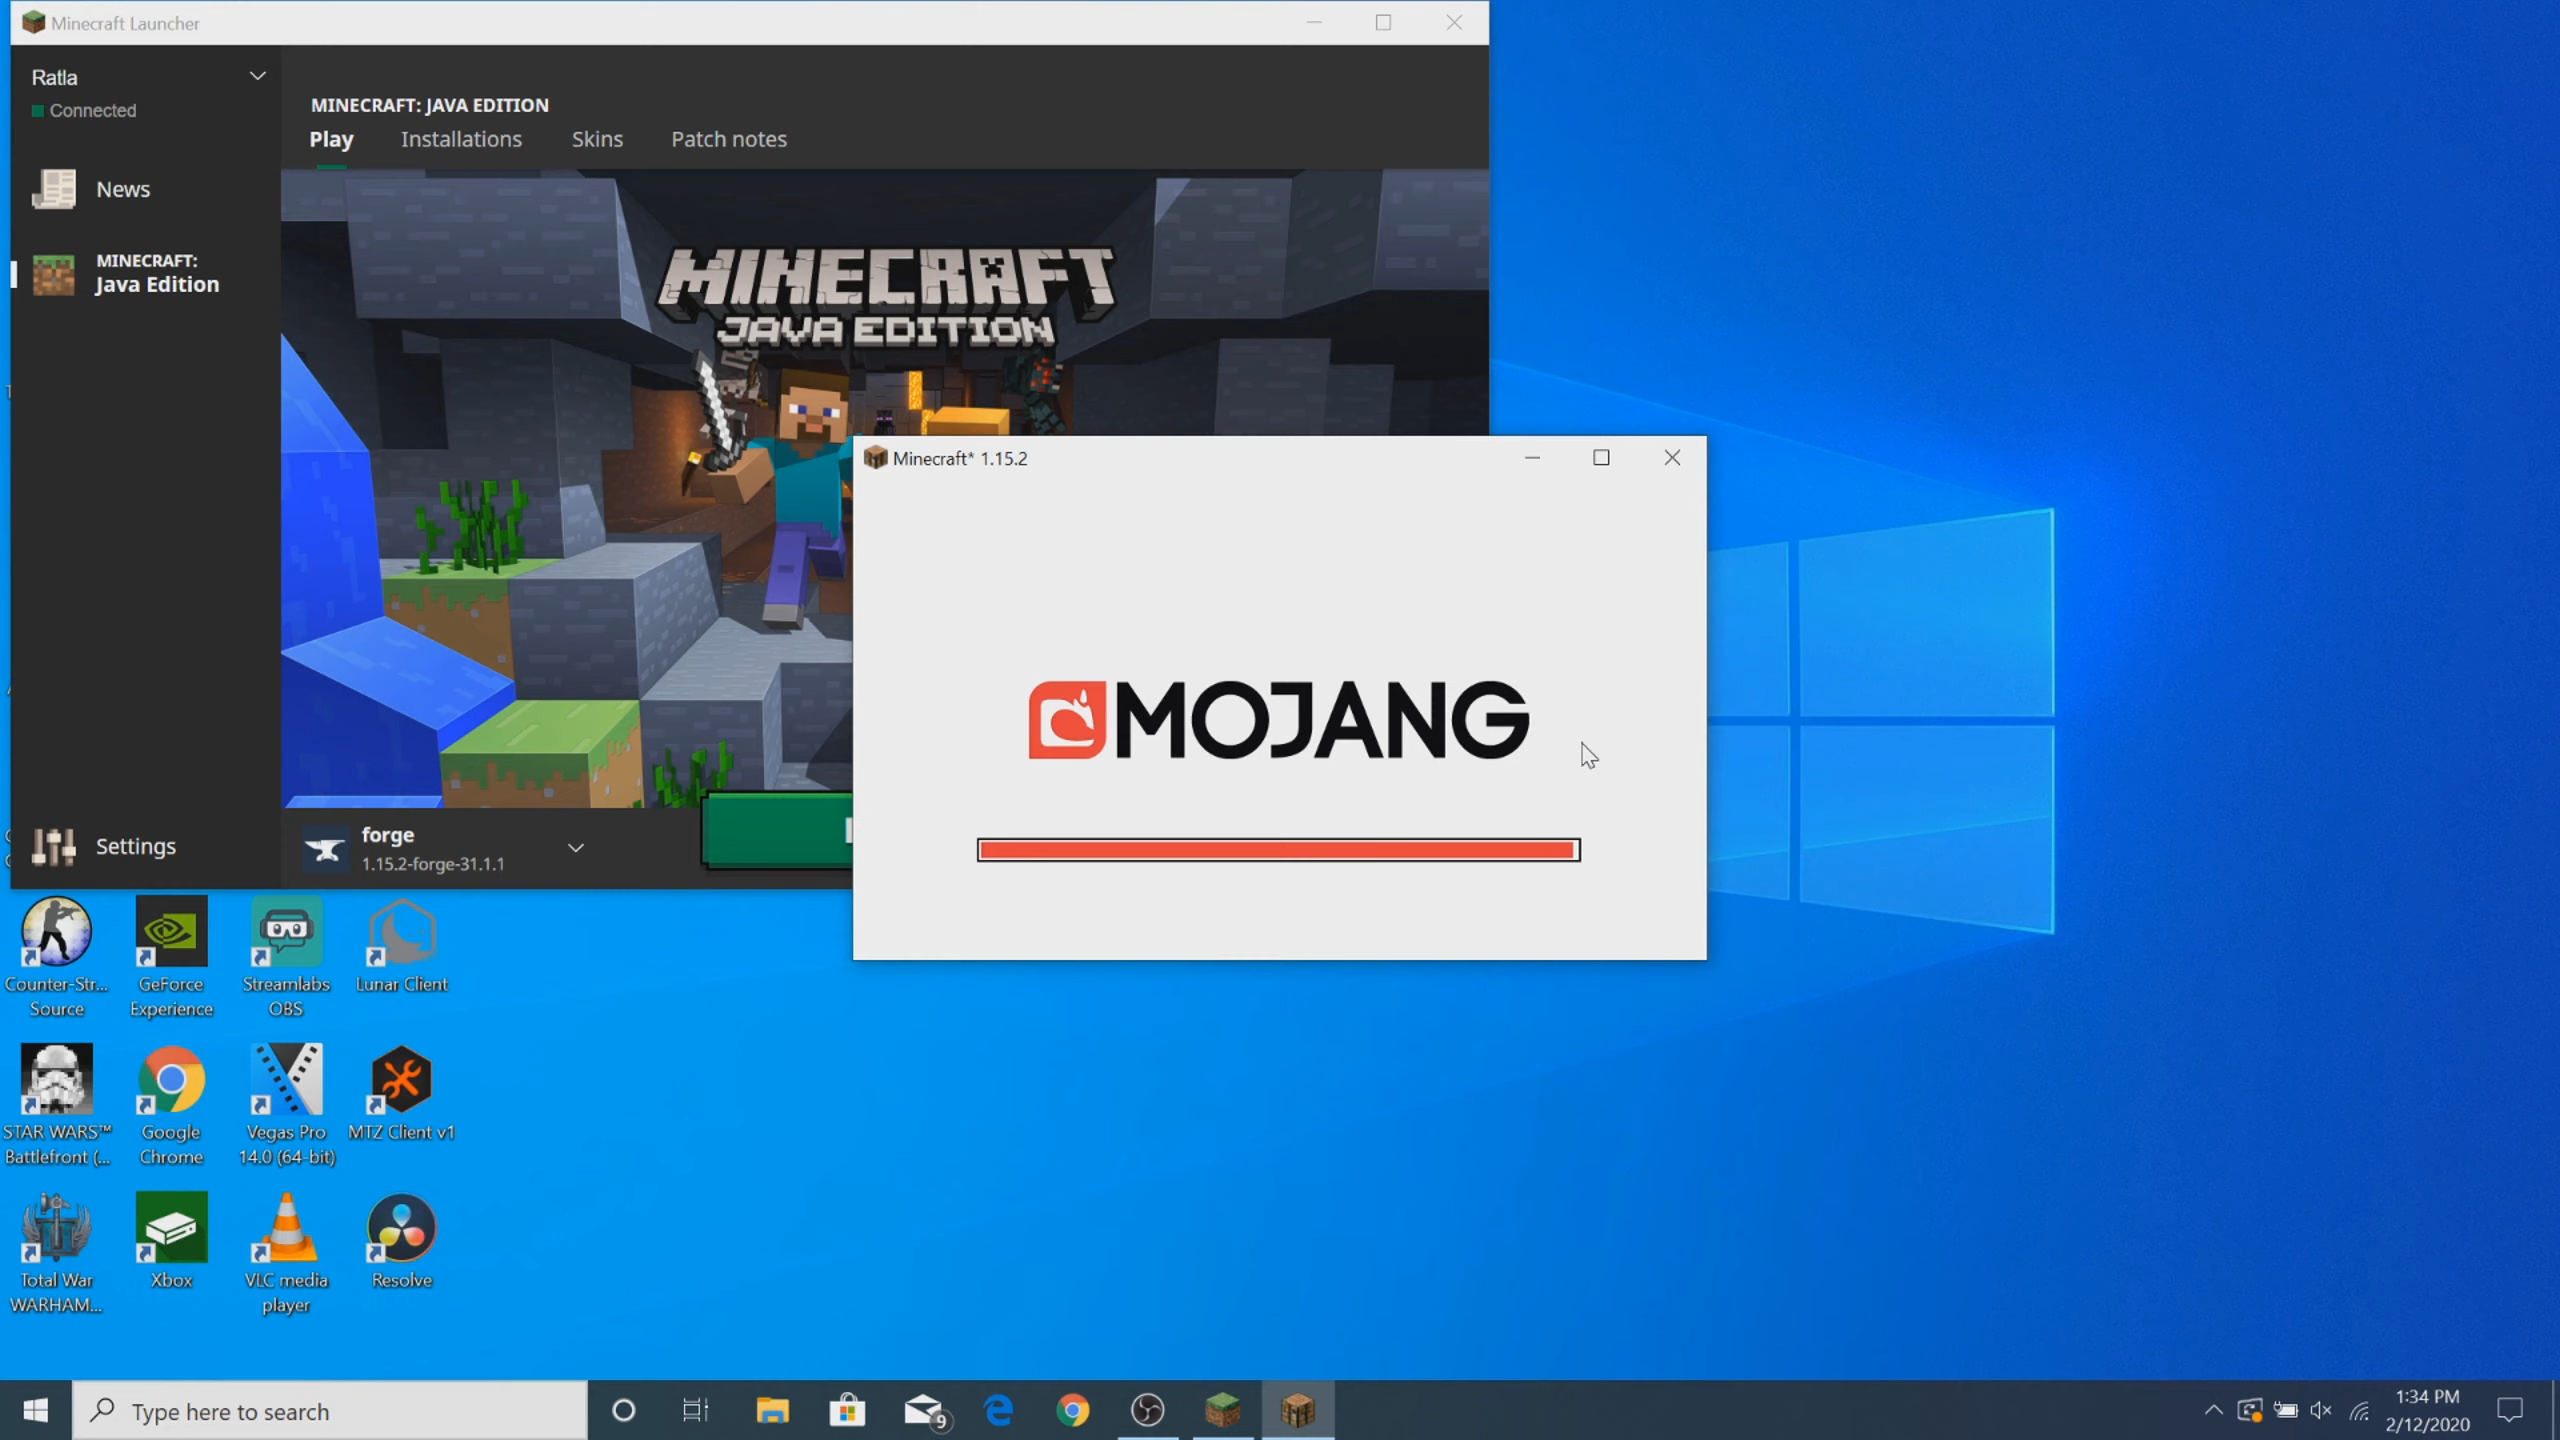 Minecraft Launcher
Ratla
Connected
MINECRAFT: JAVA EDITION
Play
Installations
Skins
Patch notes
News
MINECRAFT:
Java Edition
MINECRAFT
JAVA EDITION
Minecraft* 1.15.2
MOJANG
Settings
forge
1.15.2-forge-31.1.1
Counter-Str...
Source
GeForce
Experience
Streamlabs
OBS
Lunar Client
STAR WARS™
Battlefront (...
Google
Chrome
Vegas Pro
14.0 (64-bit)
MTZ Client v1
Total War
WARHAM...
Xbox
VLC media
player
Resolve
Type here to search
9
1:34 PM
2/12/2020